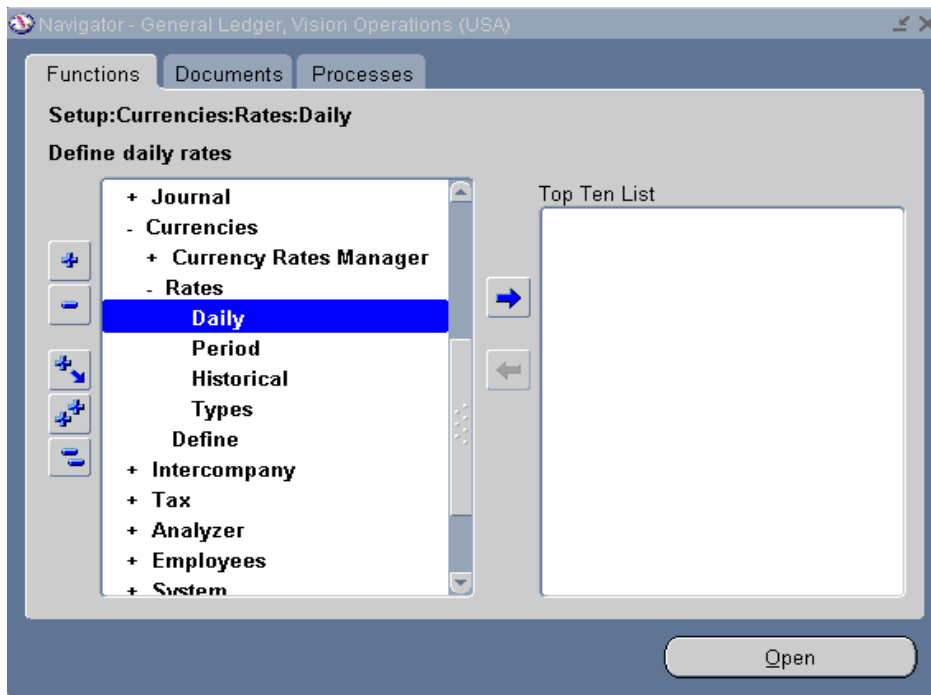 Navigator - General Ledger, Vision Operations (USA)
Functions Documents Processes
Setup:Currencies:Rates:Daily
Define daily rates
+ Journal
- Currencies
+ Currency Rates Manager
- Rates
Daily
Period
Historical
Types
Define
+ Intercompany
+ Tax
+ Analyzer
+ Employees
+ System
Top Ten List
Open